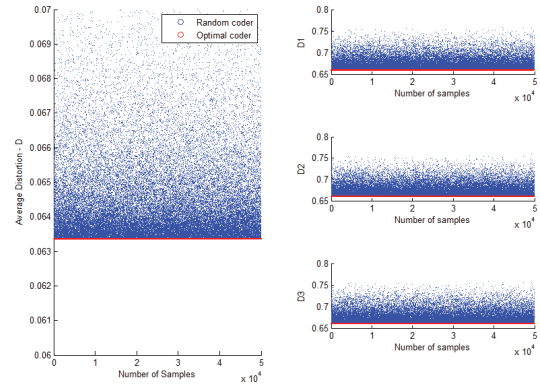 0.07
0.069
0.068
0.067
0.066
0.065
0.064
0.063
0.062
0.061
0.06
Average Distortion - D
Random coder
Optimal coder
0 1 2 3 4 5
x 10^4
Number of Samples
0.8
0.75
0.7
0.65
D1
0 1 2 3 4 5
Number of samples
x 10^4
0.8
0.75
0.7
0.65
D2
0 1 2 3 4 5
Number of samples
x 10^4
0.8
0.75
0.7
0.65
D3
0 1 2 3 4 5
Number of samples
x 10^4